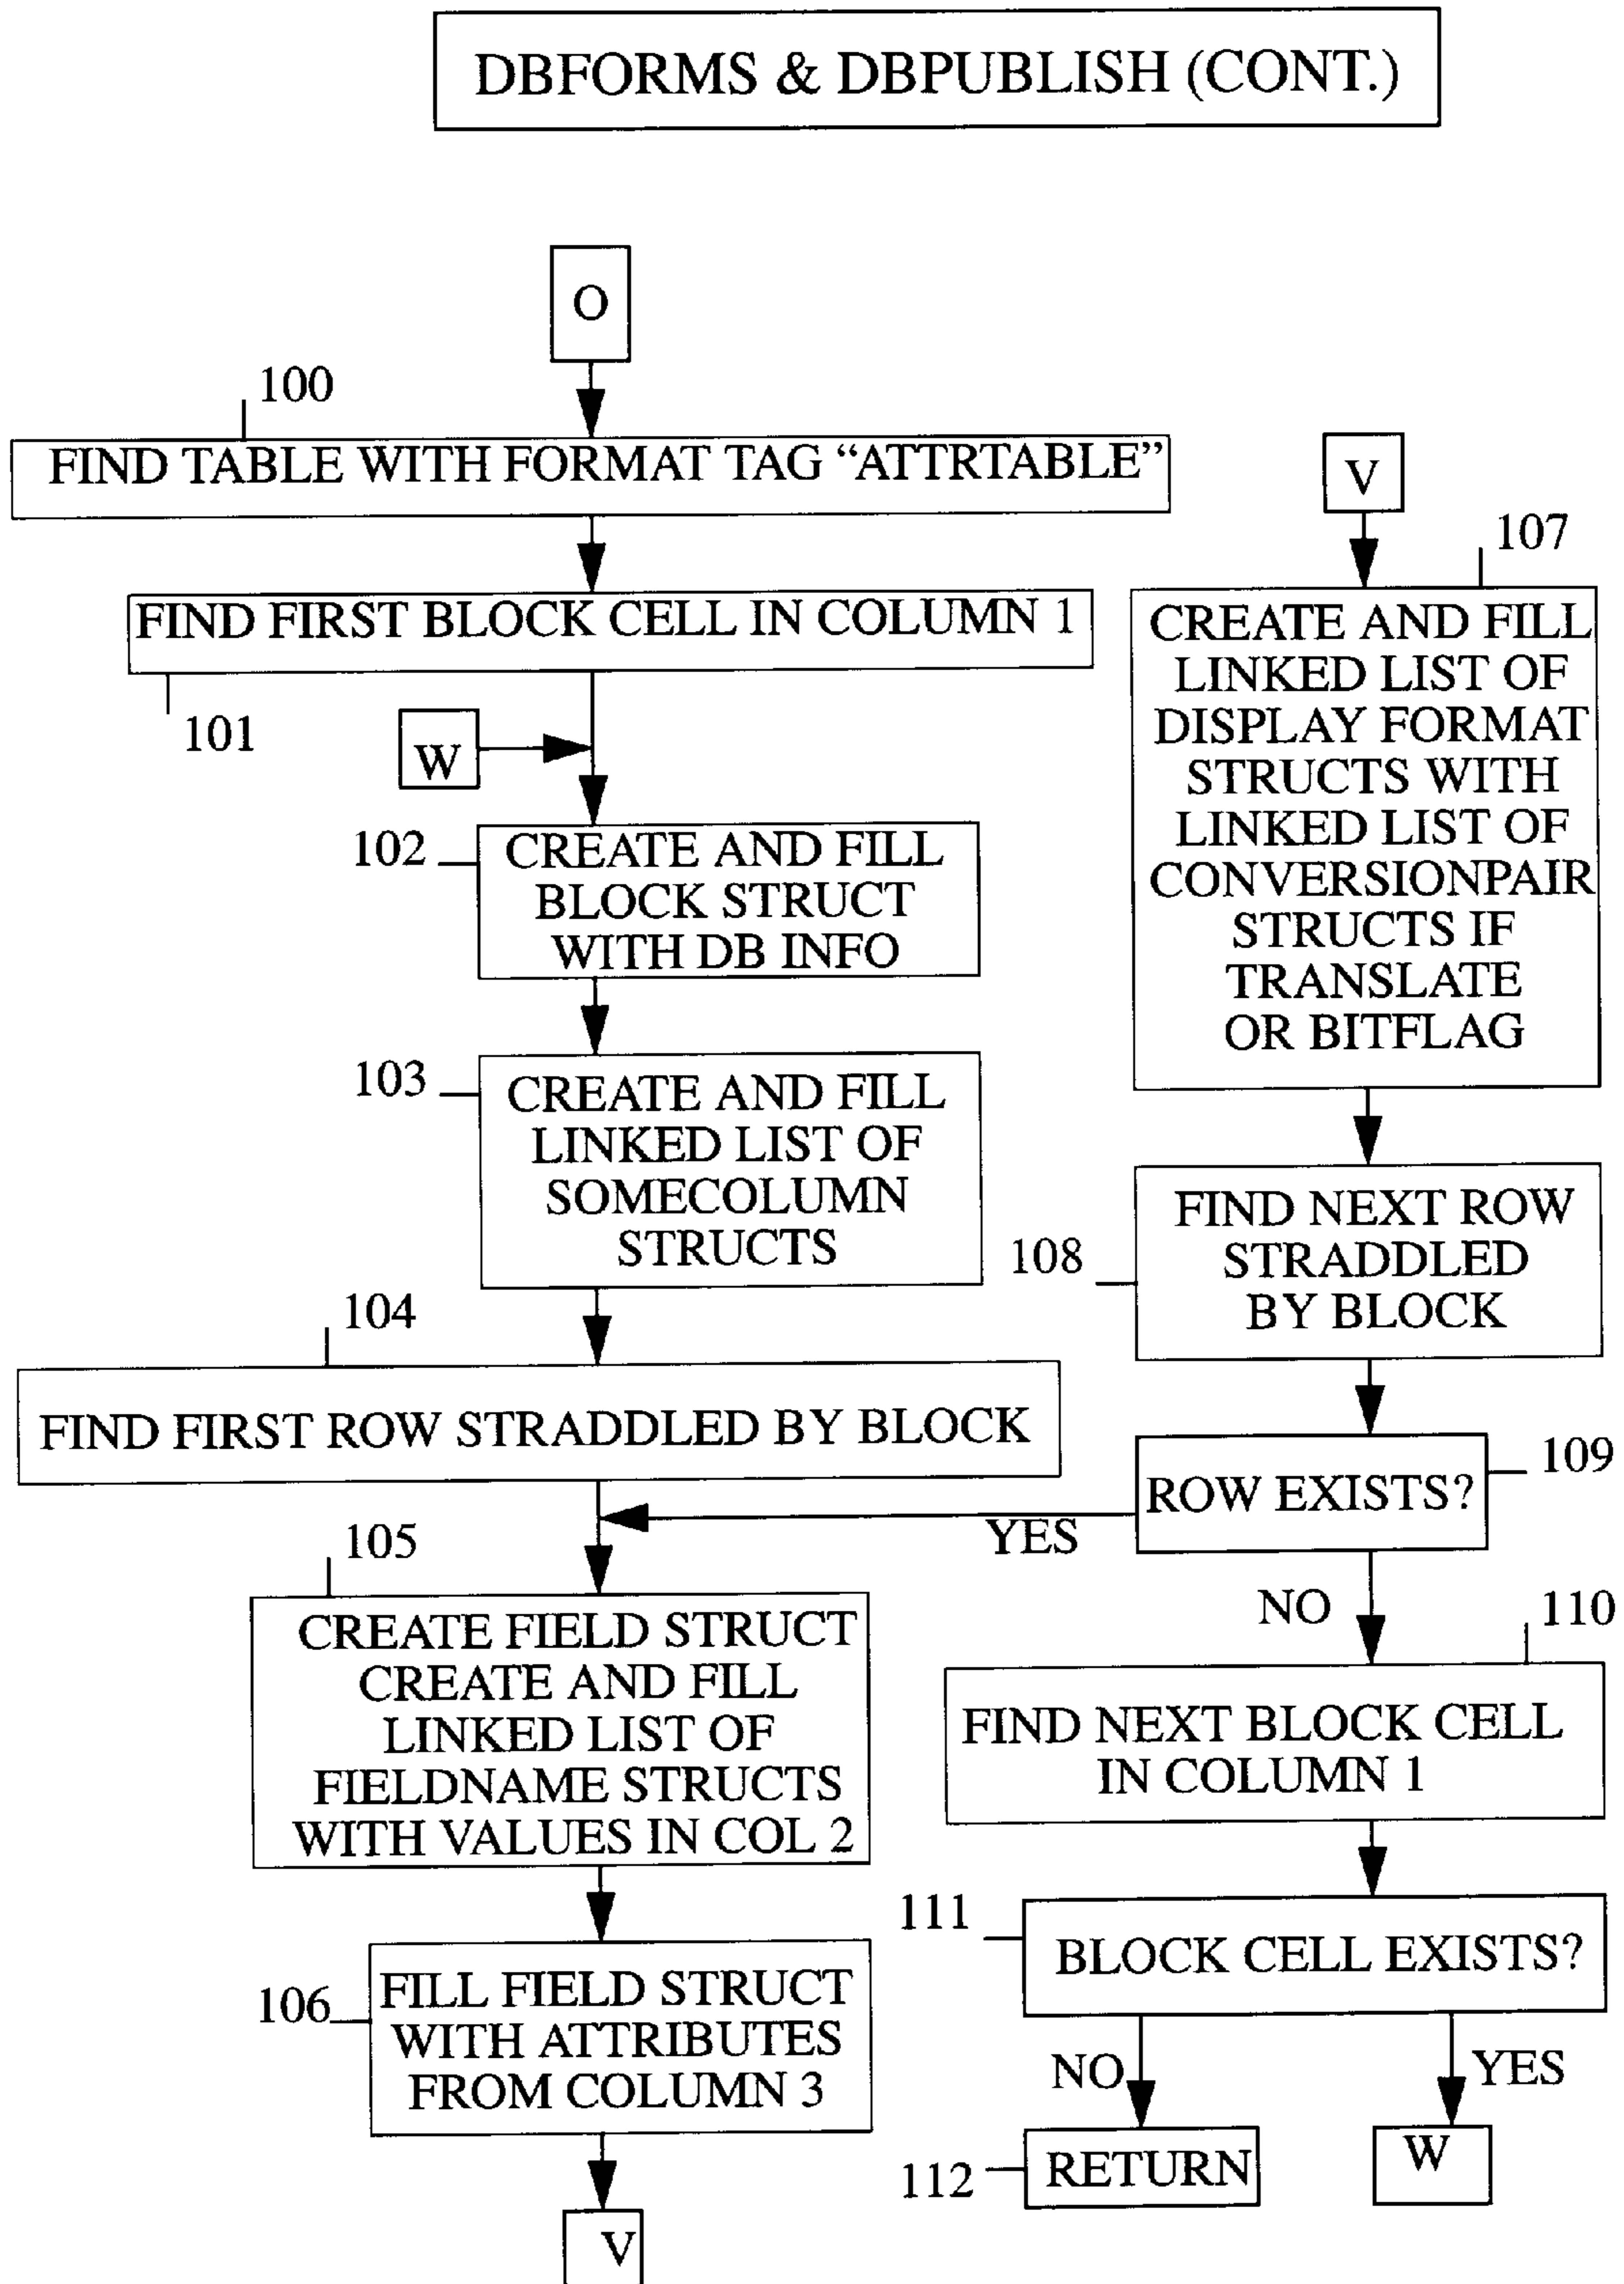 DBFORMS & DBPUBLISH (CONT.)
O
100
FIND TABLE WITH FORMAT TAG “ATTRTABLE”
FIND FIRST BLOCK CELL IN COLUMN 1
101
W
102
CREATE AND FILL
BLOCK STRUCT
WITH DB INFO
103
CREATE AND FILL
LINKED LIST OF
SOMECOLUMN
STRUCTS
104
FIND FIRST ROW STRADDLED BY BLOCK
105
CREATE FIELD STRUCT
CREATE AND FILL
LINKED LIST OF
FIELDNAME STRUCTS
WITH VALUES IN COL 2
106
FILL FIELD STRUCT
WITH ATTRIBUTES
FROM COLUMN 3
V
V
107
CREATE AND FILL
LINKED LIST OF
DISPLAY FORMAT
STRUCTS WITH
LINKED LIST OF
CONVERSIONPAIR
STRUCTS IF
TRANSLATE
OR BITFLAG
108
FIND NEXT ROW
STRADDLED
BY BLOCK
109
ROW EXISTS?
YES
NO
110
FIND NEXT BLOCK CELL
IN COLUMN 1
111
BLOCK CELL EXISTS?
NO
YES
112
RETURN
W